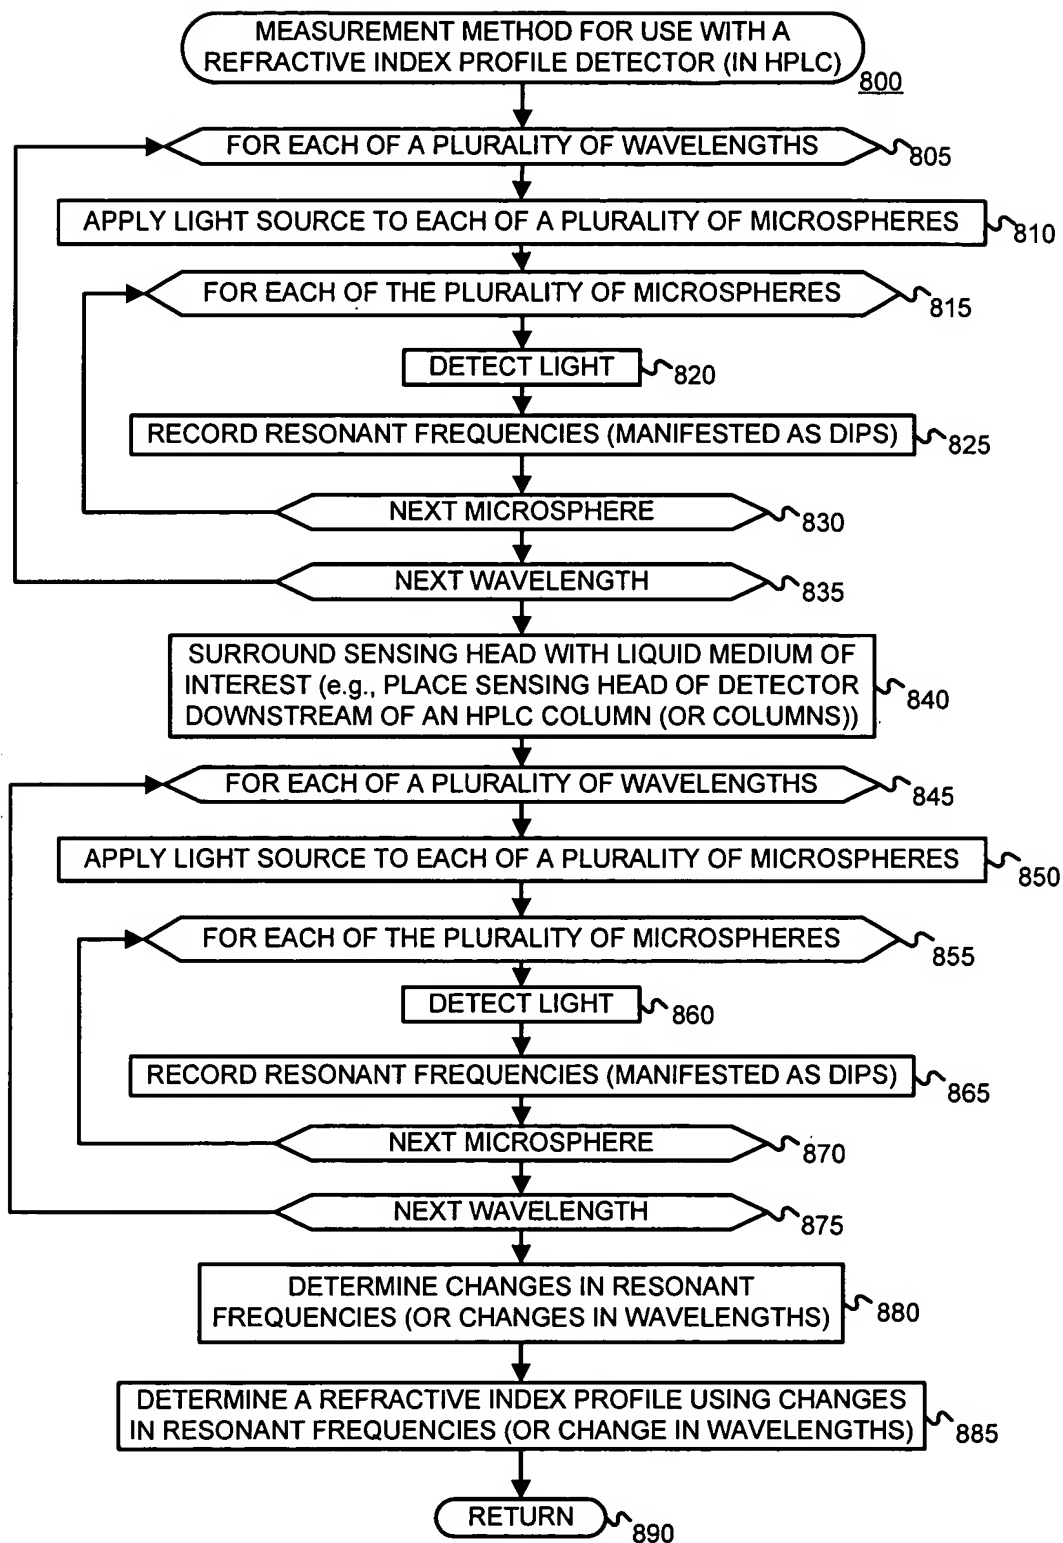 MEASUREMENT METHOD FOR USE WITH A
REFRACTIVE INDEX PROFILE DETECTOR (IN HPLC)
800
FOR EACH OF A PLURALITY OF WAVELENGTHS
805
APPLY LIGHT SOURCE TO EACH OF A PLURALITY OF MICROSPHERES
810
FOR EACH OF THE PLURALITY OF MICROSPHERES
815
DETECT LIGHT
820
RECORD RESONANT FREQUENCIES (MANIFESTED AS DIPS)
825
NEXT MICROSPHERE
830
NEXT WAVELENGTH
835
SURROUND SENSING HEAD WITH LIQUID MEDIUM OF
INTEREST (e.g., PLACE SENSING HEAD OF DETECTOR
DOWNSTREAM OF AN HPLC COLUMN (OR COLUMNS))
840
FOR EACH OF A PLURALITY OF WAVELENGTHS
845
APPLY LIGHT SOURCE TO EACH OF A PLURALITY OF MICROSPHERES
850
FOR EACH OF THE PLURALITY OF MICROSPHERES
855
DETECT LIGHT
860
RECORD RESONANT FREQUENCIES (MANIFESTED AS DIPS)
865
NEXT MICROSPHERE
870
NEXT WAVELENGTH
875
DETERMINE CHANGES IN RESONANT
FREQUENCIES (OR CHANGES IN WAVELENGTHS)
880
DETERMINE A REFRACTIVE INDEX PROFILE USING CHANGES
IN RESONANT FREQUENCIES (OR CHANGE IN WAVELENGTHS)
885
RETURN
890